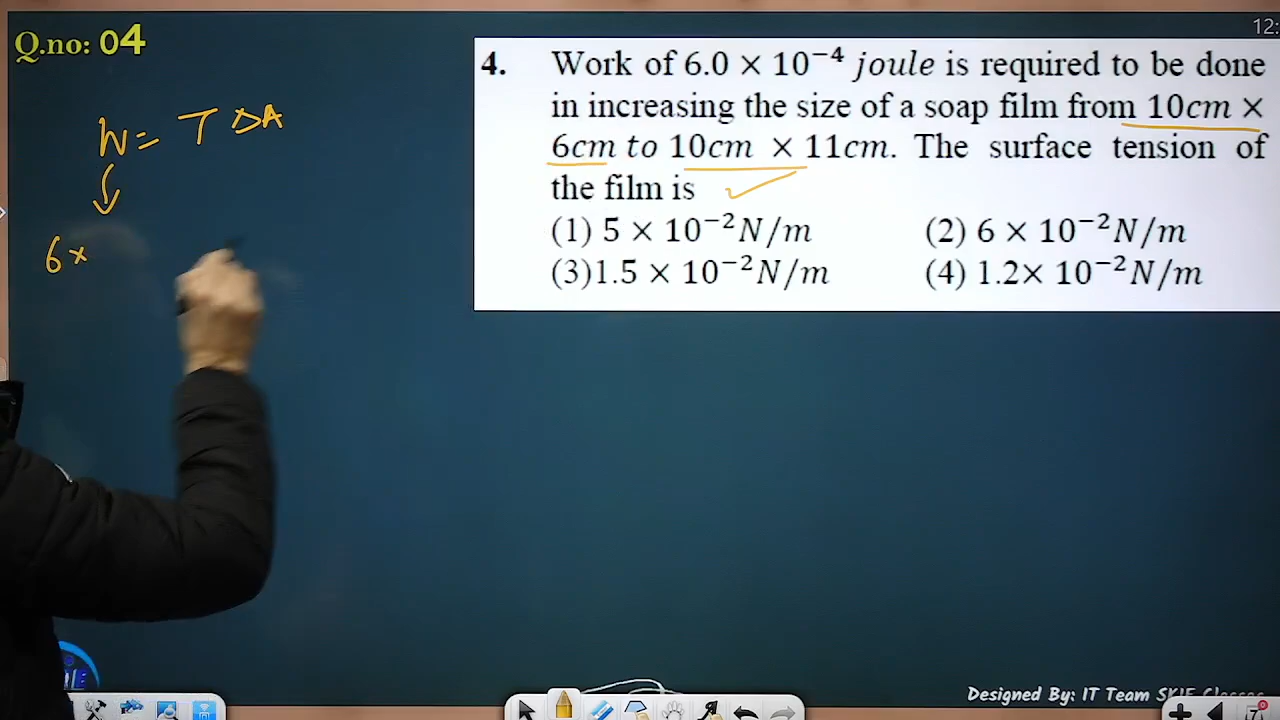 Q.no: 04
12:
W = T ΔA
6×
4. Work of 6.0 × 10⁻⁴ joule is required to be done
in increasing the size of a soap film from 10cm ×
6cm to 10cm × 11cm. The surface tension of
the film is
(1) 5 × 10⁻²N/m (2) 6 × 10⁻²N/m
(3)1.5 × 10⁻²N/m (4) 1.2× 10⁻²N/m
Designed By: IT Team